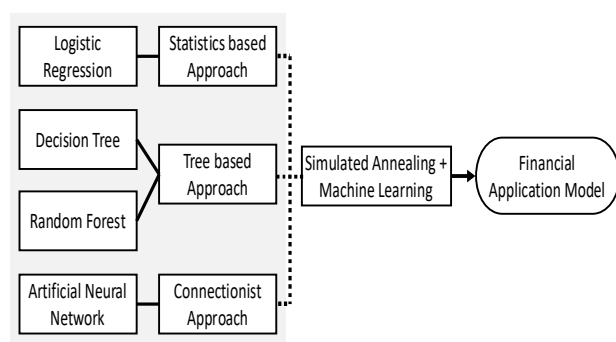 Logistic
Regression
Statistics based
Approach
Decision Tree
Tree based
Approach
Random Forest
Artificial Neural
Network
Connectionist
Approach
Simulated Annealing +
Machine Learning
Financial
Application Model